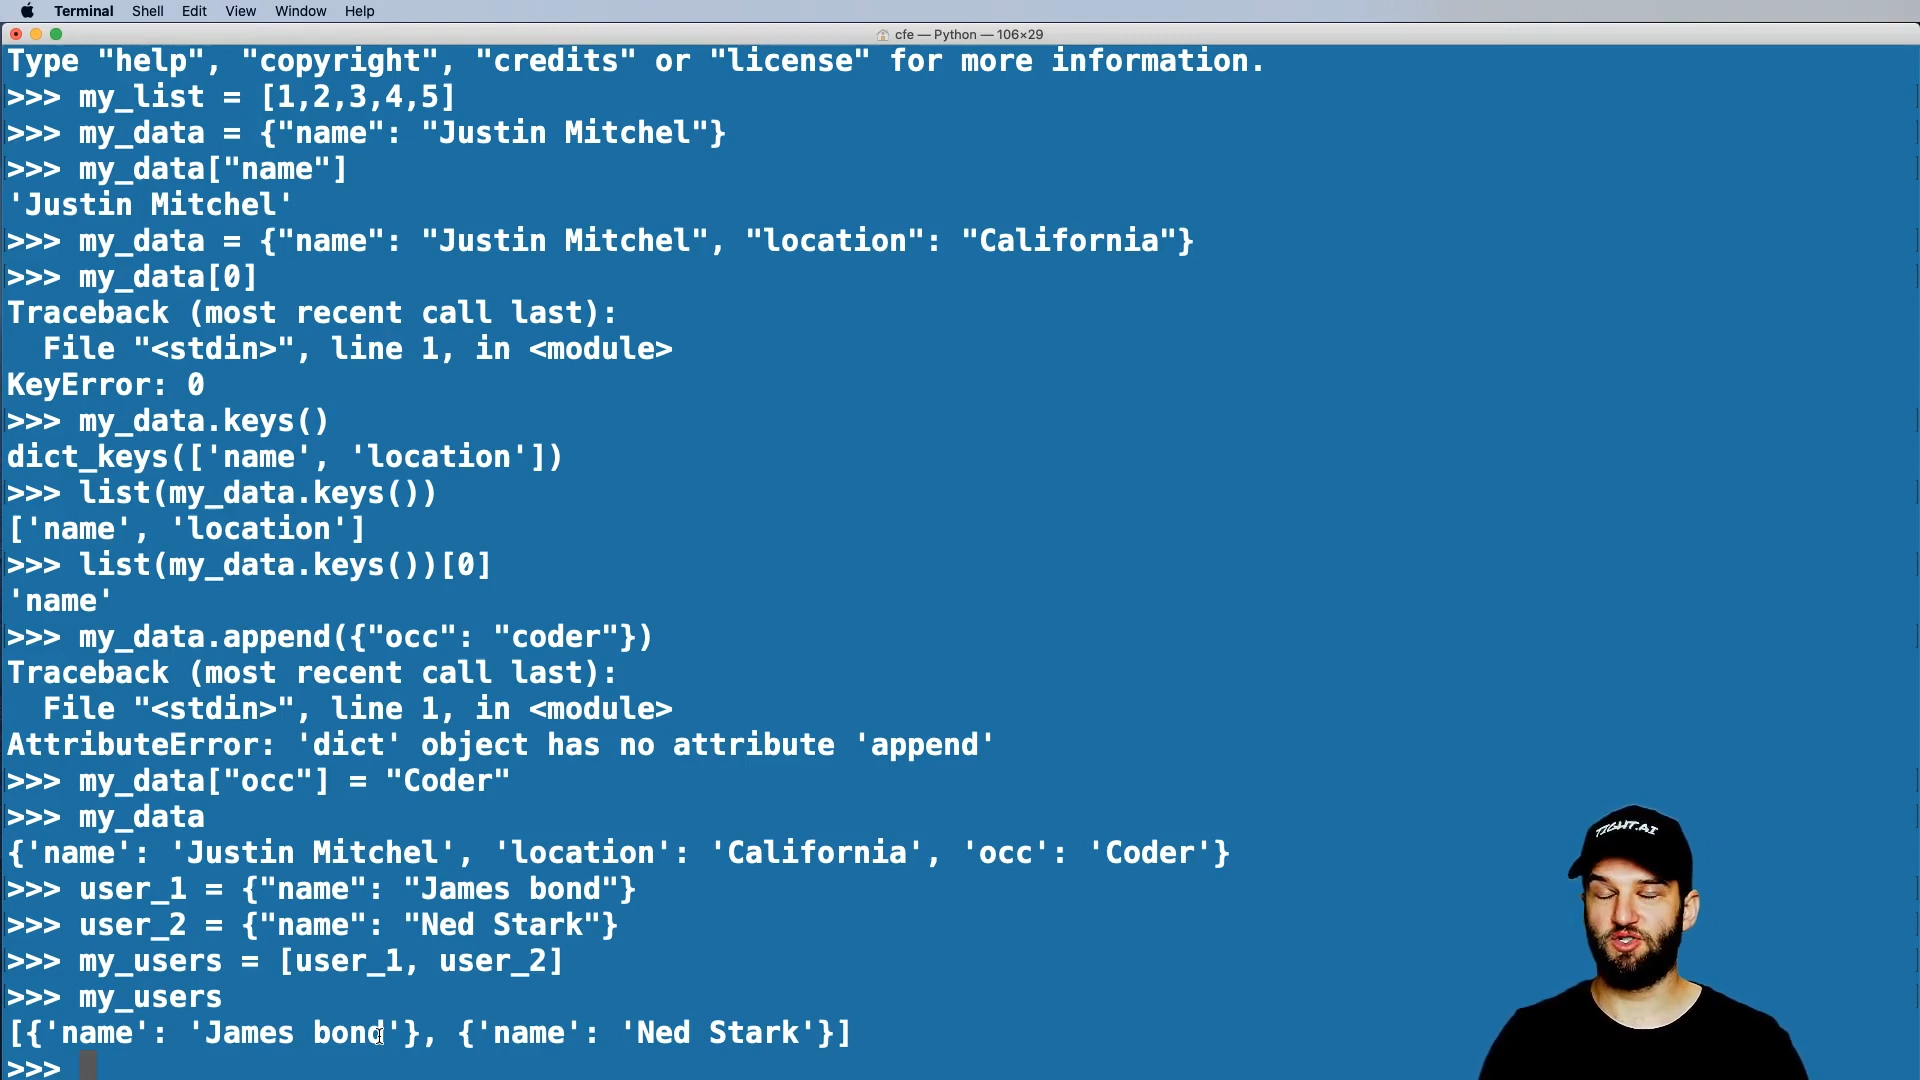 Terminal Shell Edit View Window Help
cfe — Python — 106×29
Type "help", "copyright", "credits" or "license" for more information.
>>> my_list = [1,2,3,4,5]
>>> my_data = {"name": "Justin Mitchel"}
>>> my_data["name"]
'Justin Mitchel'
>>> my_data = {"name": "Justin Mitchel", "location": "California"}
>>> my_data[0]
Traceback (most recent call last):
  File "<stdin>", line 1, in <module>
KeyError: 0
>>> my_data.keys()
dict_keys(['name', 'location'])
>>> list(my_data.keys())
['name', 'location']
>>> list(my_data.keys())[0]
'name'
>>> my_data.append({"occ": "coder"})
Traceback (most recent call last):
  File "<stdin>", line 1, in <module>
AttributeError: 'dict' object has no attribute 'append'
>>> my_data["occ"] = "Coder"
>>> my_data
{'name': 'Justin Mitchel', 'location': 'California', 'occ': 'Coder'}
>>> user_1 = {"name": "James bond"}
>>> user_2 = {"name": "Ned Stark"}
>>> my_users = [user_1, user_2]
>>> my_users
[{'name': 'James bond'}, {'name': 'Ned Stark'}]
>>>
TIGHT.AI